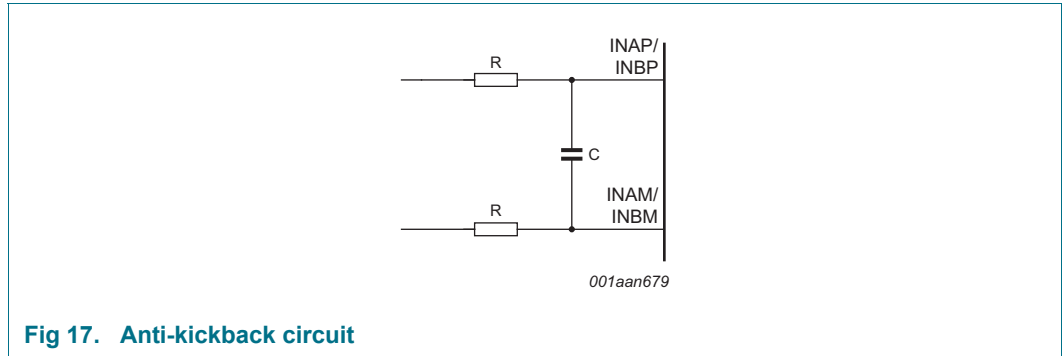 INAP/
INBP
R
C
INAM/
INBM
R
001aan679
Fig 17. Anti-kickback circuit